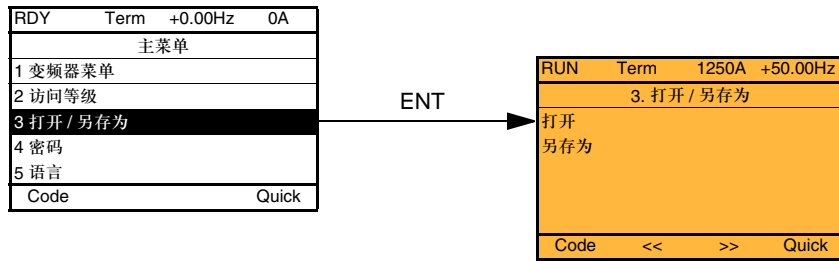 RDY Term +0.00Hz 0A
主菜单
1 变频器菜单
2 访问等级
3 打开 / 另存为
4 密码
5 语言
Code Quick
ENT
RUN Term 1250A +50.00Hz
3. 打开 / 另存为
打开
另存为
Code << >> Quick